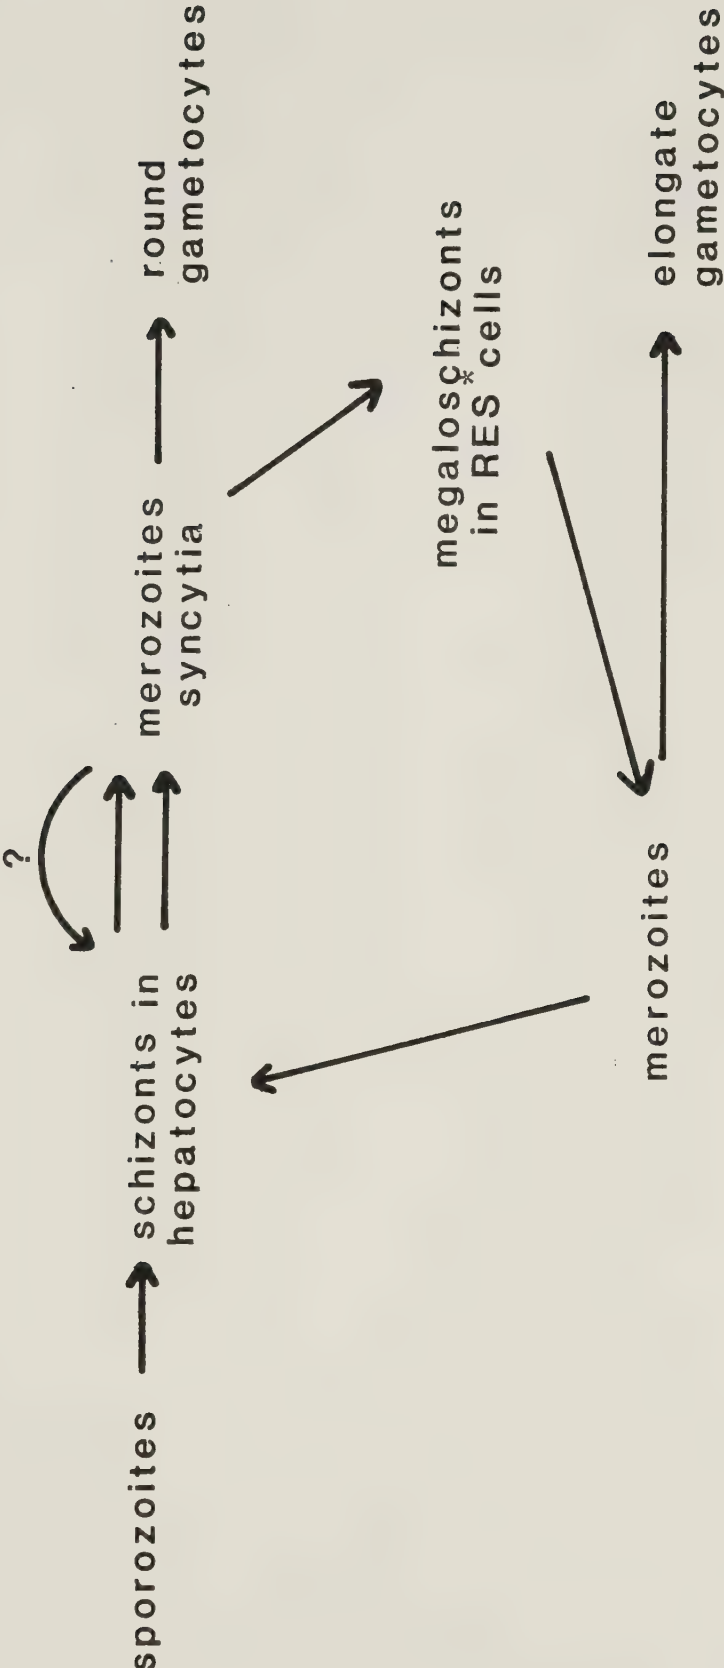 ?
sporozoites
schizonts in
hepatocytes
merozoites
syncytia
round
gametocytes
megaloschizonts
in RES* cells
merozoites
elongate
gametocytes